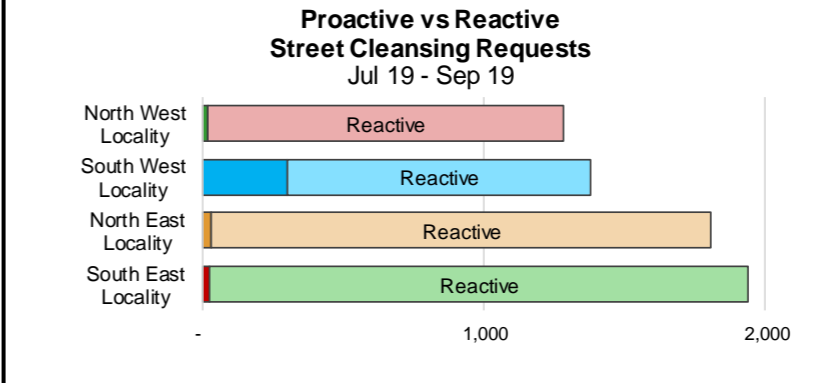 Proactive vs Reactive
Street Cleansing Requests
Jul 19 - Sep 19
North West
Locality
Reactive
South West
Locality
Reactive
North East
Locality
Reactive
South East
Locality
Reactive
-
1,000
2,000